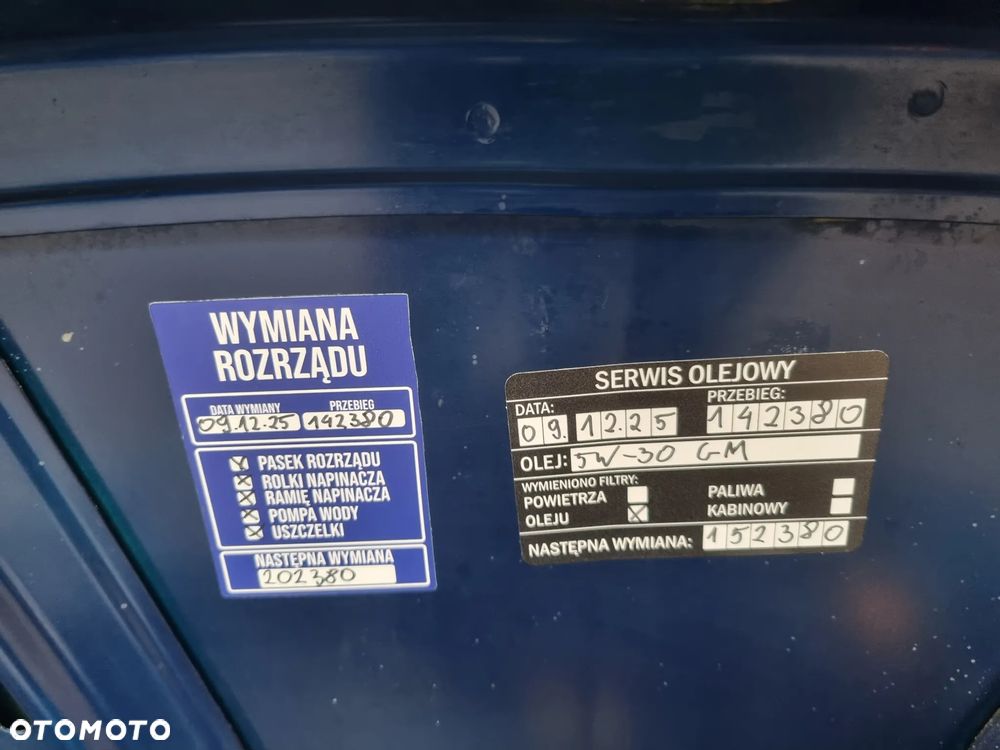 WYMIANA
ROZRZĄDU
DATA WYMIANY PRZEBIEG
09.12.25 142380
PASEK ROZRZĄDU
ROLKI NAPINACZA
RAMIĘ NAPINACZA
POMPA WODY
USZCZELKI
NASTĘPNA WYMIANA
202380
SERWIS OLEJOWY
DATA: PRZEBIEG:
09. 12.25 142380
OLEJ: 5W-30 GM
WYMIENIONO FILTRY:
POWIETRZA PALIWA
OLEJU KABINOWY
NASTĘPNA WYMIANA: 152380
OTOMOTO